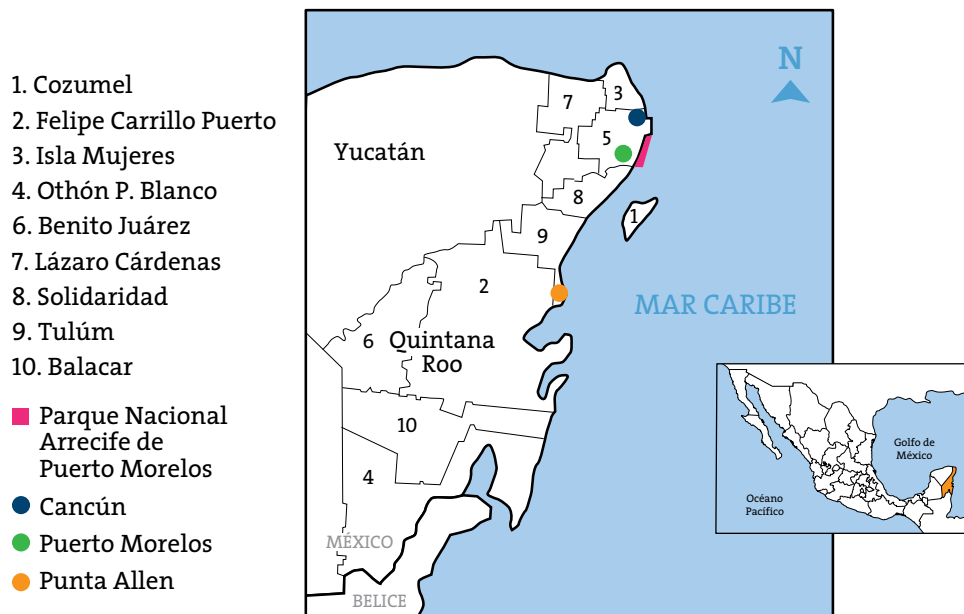 1. Cozumel
2. Felipe Carrillo Puerto
3. Isla Mujeres
4. Othón P. Blanco
6. Benito Juárez
7. Lázaro Cárdenas
8. Solidaridad
9. Tulúm
10. Balacar
Parque Nacional
Arrecife de
Puerto Morelos
Cancún
Puerto Morelos
Punta Allen
N
3
7
5
Yucatán
8
1
9
2
MAR CARIBE
6
Quintana
Roo
10
4
MÉXICO
BELICE
Golfo de
México
Océano
Pacífico